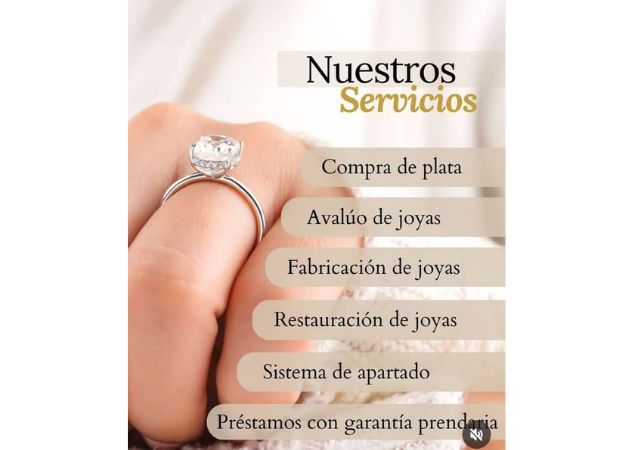 Nuestros
Servicios
Compra de plata
Avalúo de joyas
Fabricación de joyas
Restauración de joyas
Sistema de apartado
Préstamos con garantía prendaria